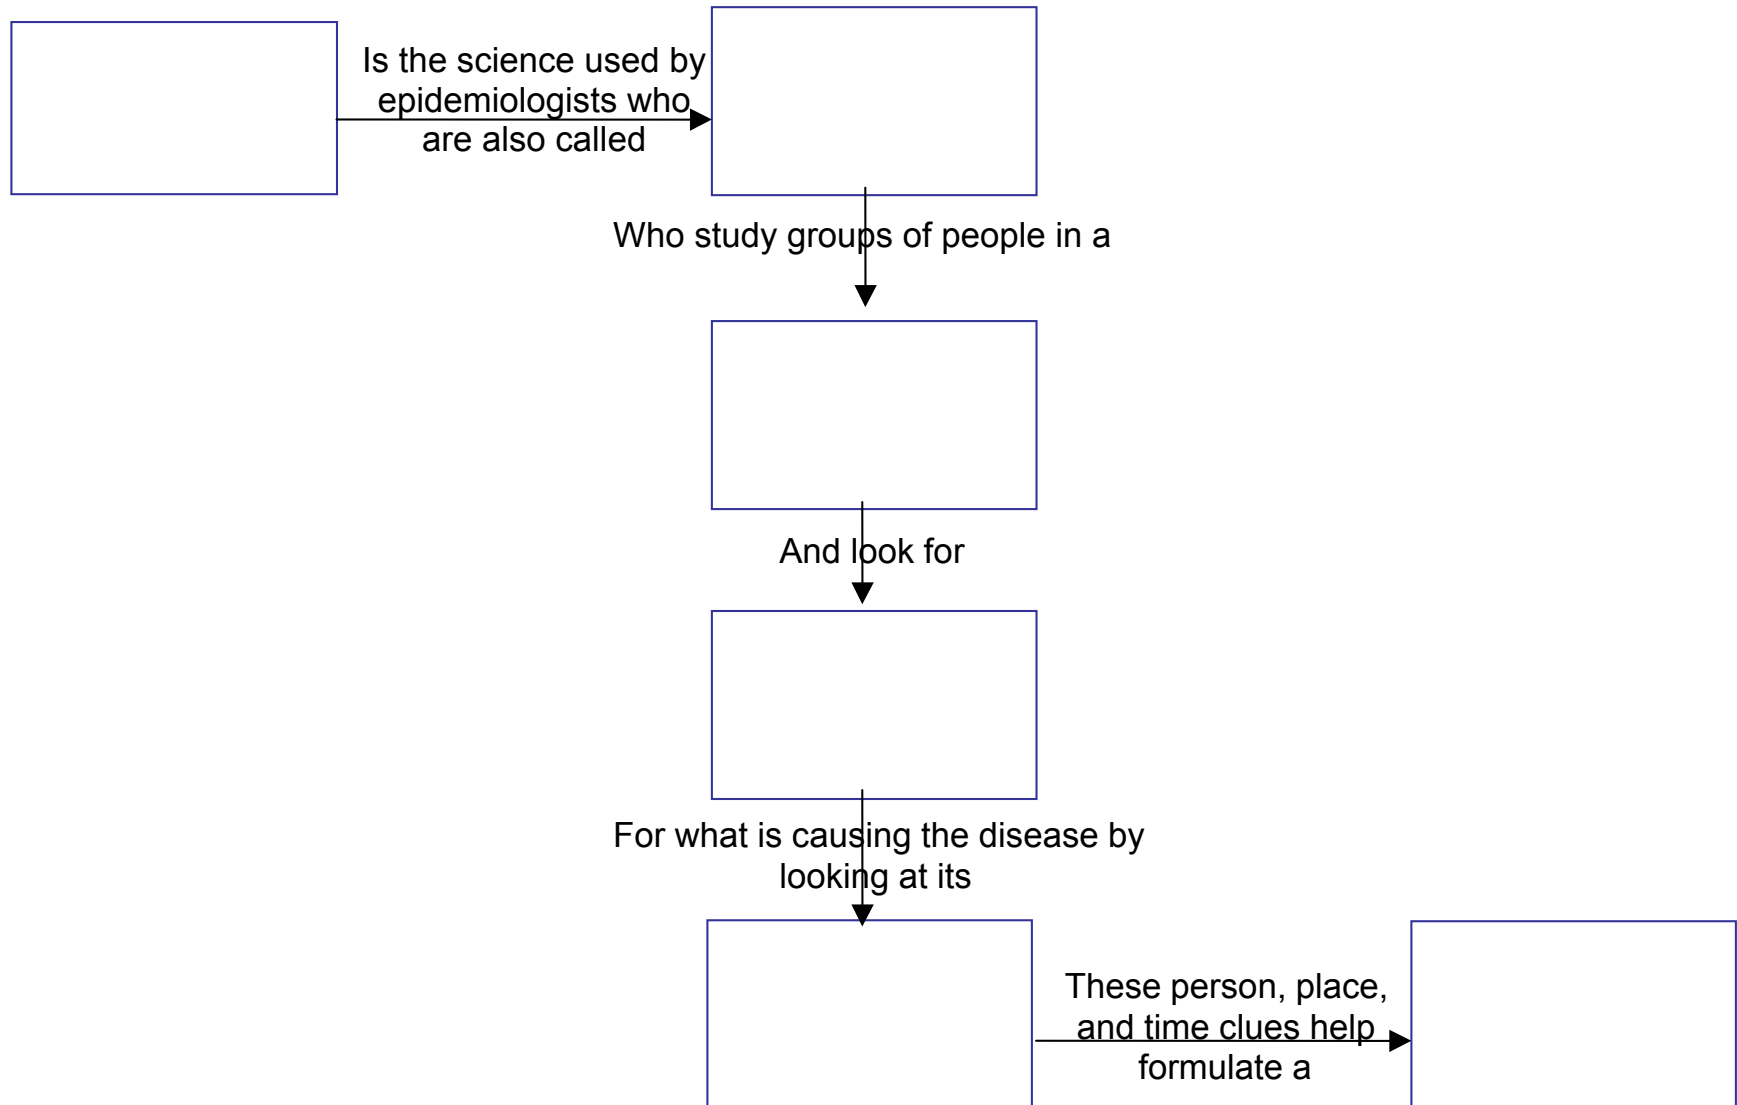 Is the science used by
epidemiologists who
are also called
Who study groups of people in a
And look for
For what is causing the disease by
looking at its
These person, place,
and time clues help
formulate a